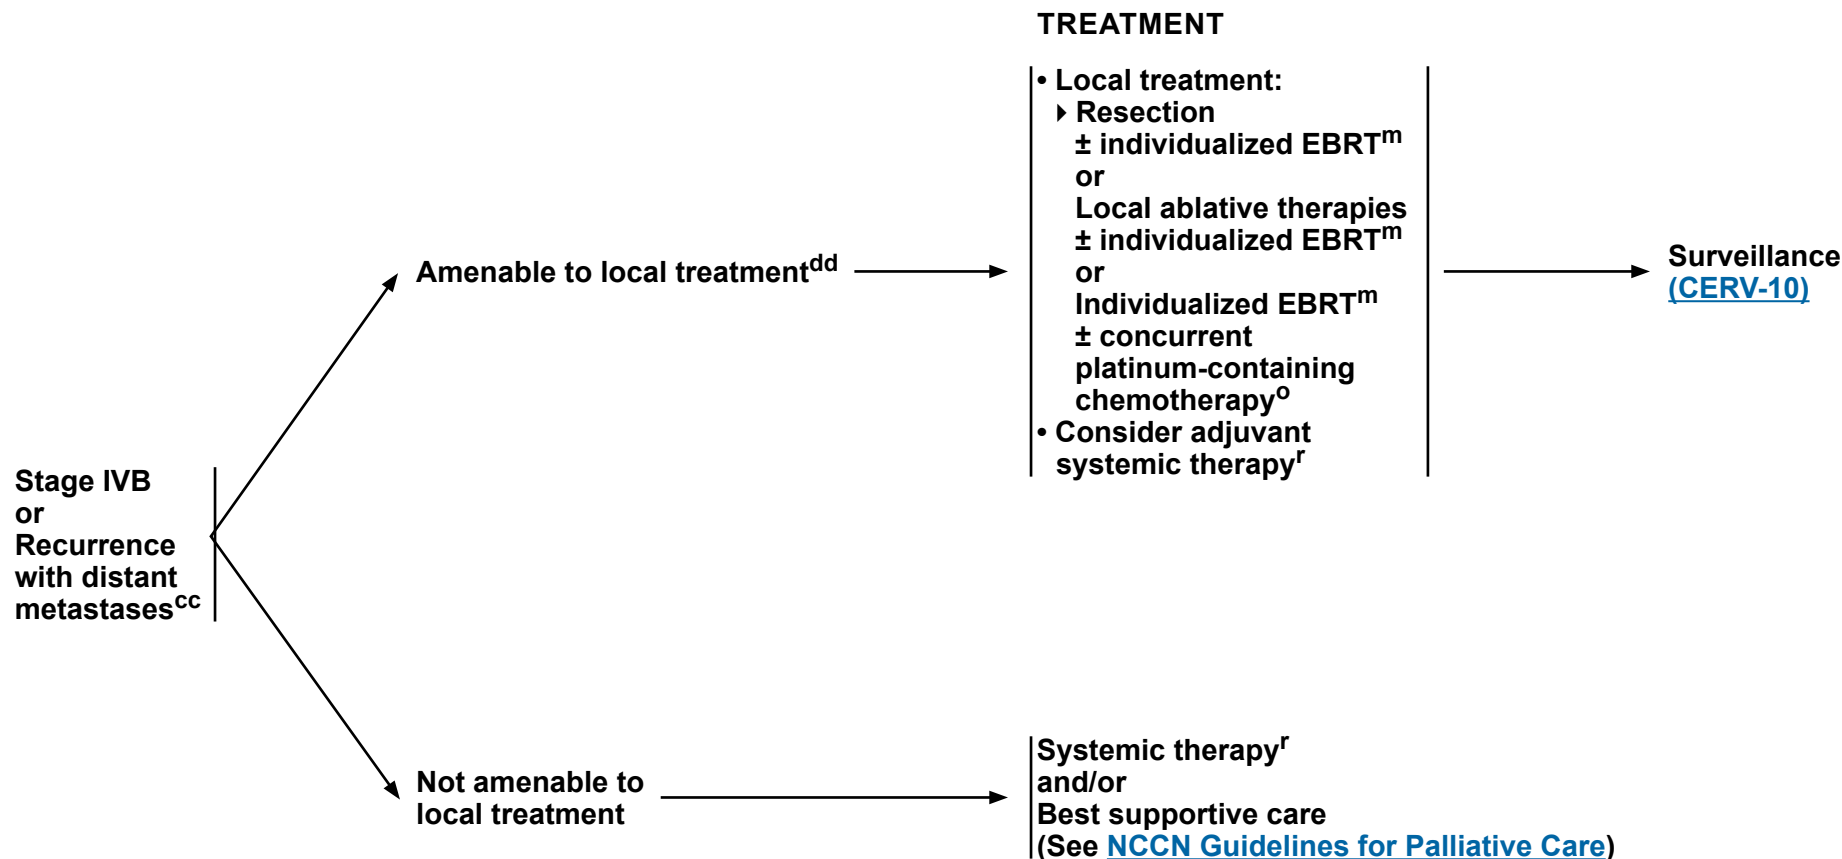 TREATMENT
• Local treatment:
▸ Resection
± individualized EBRTᵐ
or
Local ablative therapies
± individualized EBRTᵐ
or
Individualized EBRTᵐ
± concurrent
platinum-containing
chemotherapyᵒ
• Consider adjuvant
systemic therapyʳ
Amenable to local treatmentᵈᵈ
Surveillance
(CERV-10)
Stage IVB
or
Recurrence
with distant
metastasesᶜᶜ
Not amenable to
local treatment
Systemic therapyʳ
and/or
Best supportive care
(See NCCN Guidelines for Palliative Care)